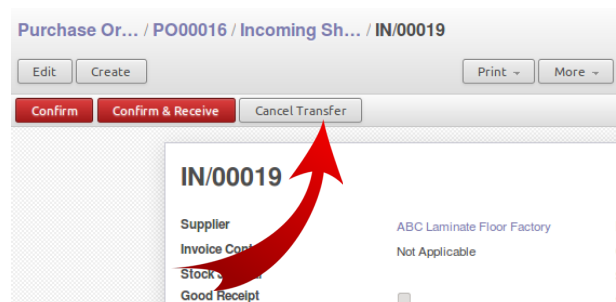 Purchase Or... / PO00016 / Incoming Sh... / IN/00019
Edit Create Print More
Confirm Confirm & Receive Cancel Transfer
IN/00019
Supplier ABC Laminate Floor Factory
Invoice Not Applicable
Stock
Good Receipt